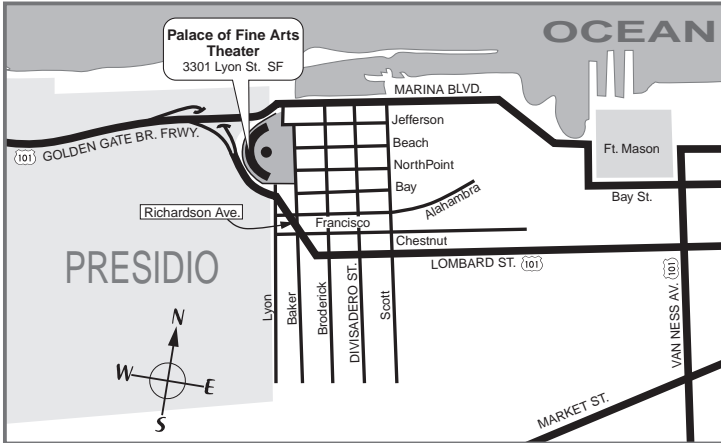 Palace of Fine Arts
Theater
3301 Lyon St. SF
OCEAN
MARINA BLVD.
Jefferson
Beach
NorthPoint
Bay
Alahambra
Ft. Mason
Bay St.
101
GOLDEN GATE BR. FRWY.
Richardson Ave.
Francisco
Chestnut
LOMBARD ST.
101
PRESIDIO
Lyon
Baker
Broderick
DIVISADERO ST.
Scott
VAN NESS AV.
101
MARKET ST.
N
W
E
S